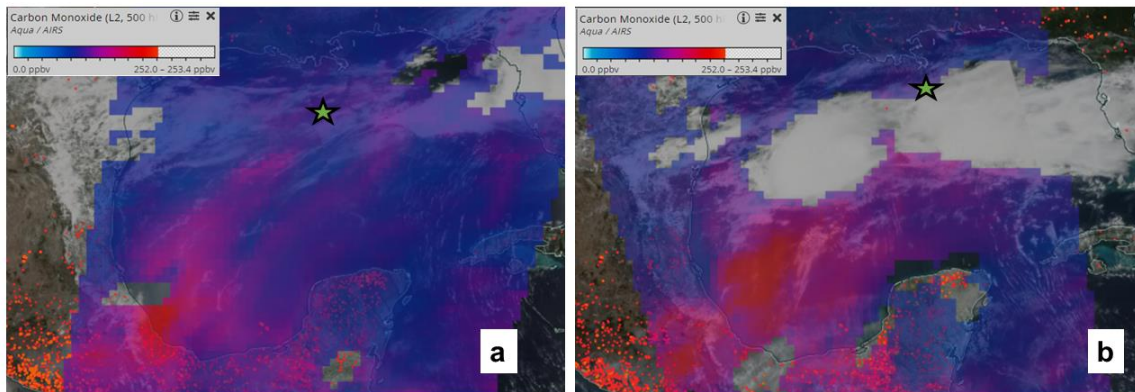 Carbon Monoxide (L2, 500 h
Aqua / AIRS
0.0 ppbv 252.0 – 253.4 ppbv
a
Carbon Monoxide (L2, 500 h
Aqua / AIRS
0.0 ppbv 252.0 – 253.4 ppbv
b